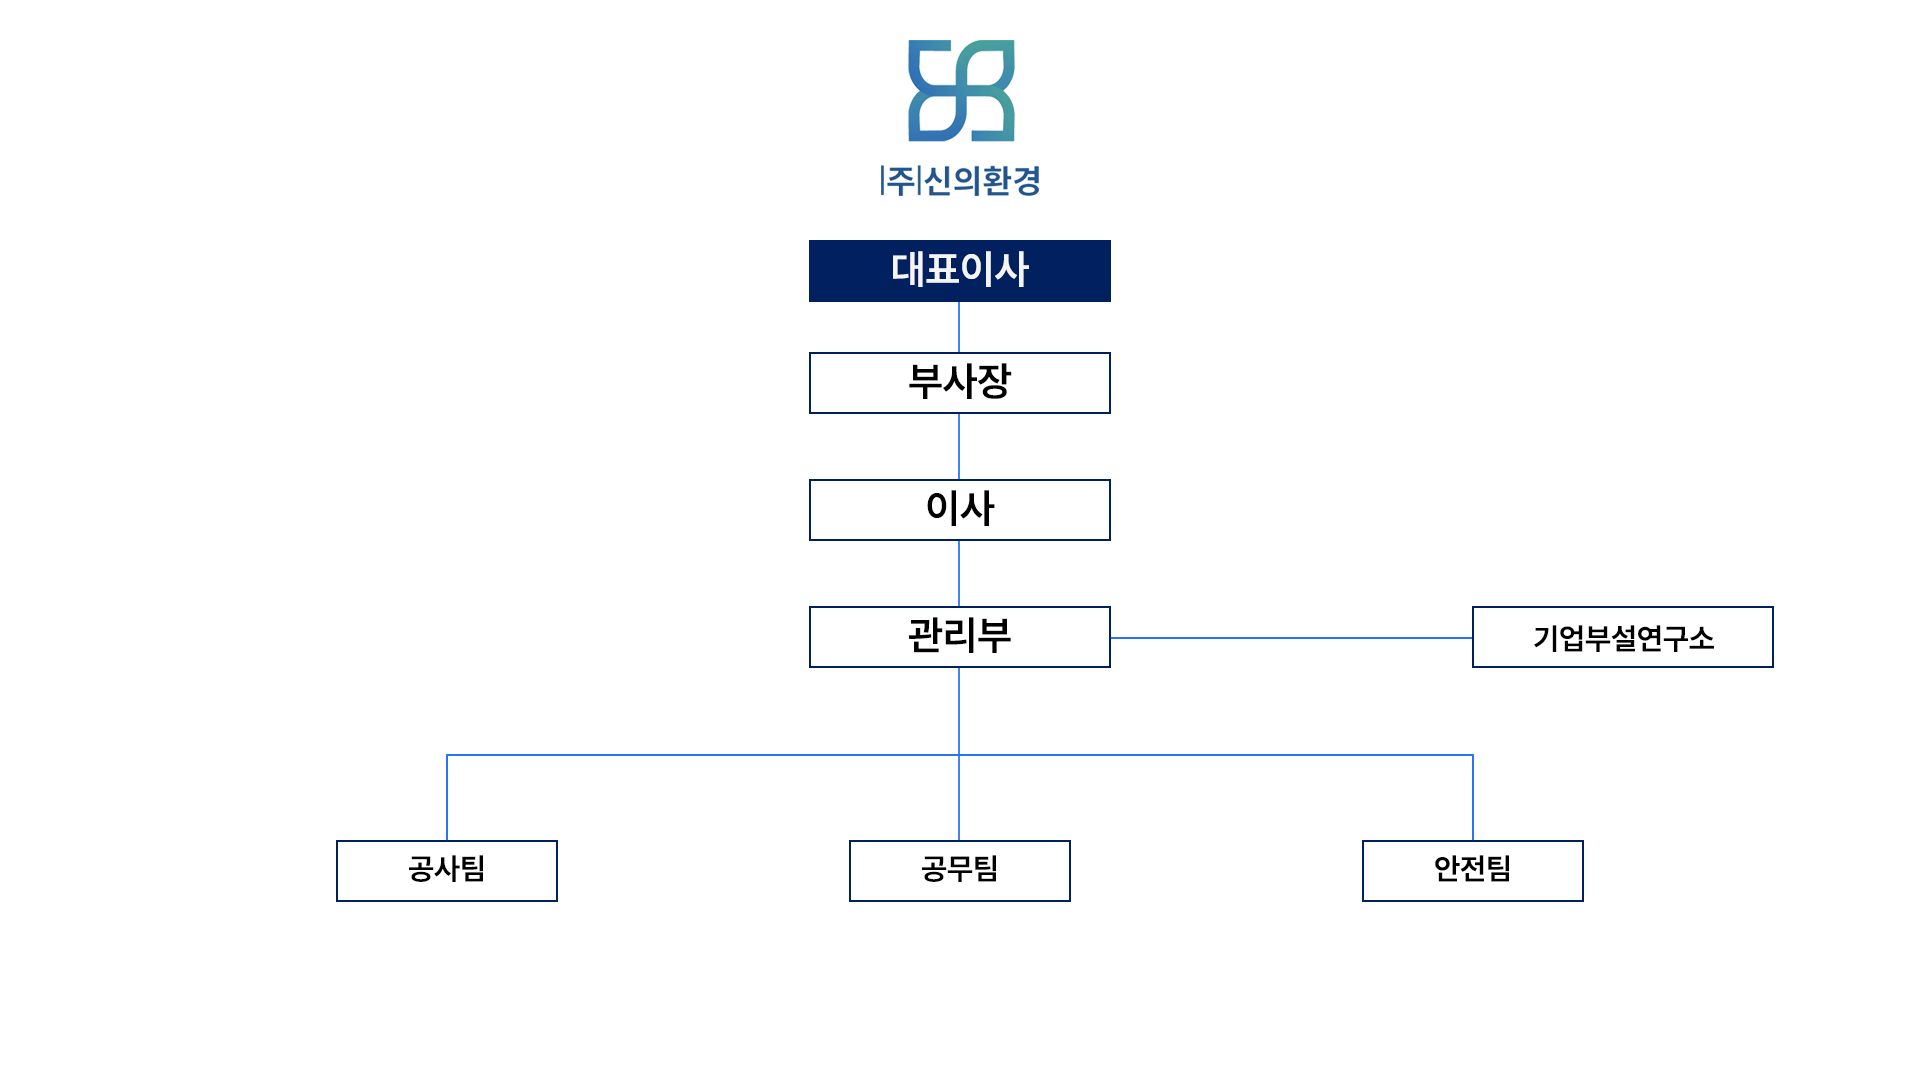 |주|신의환경
대표이사
부사장
이사
관리부
기업부설연구소
공사팀
공무팀
안전팀